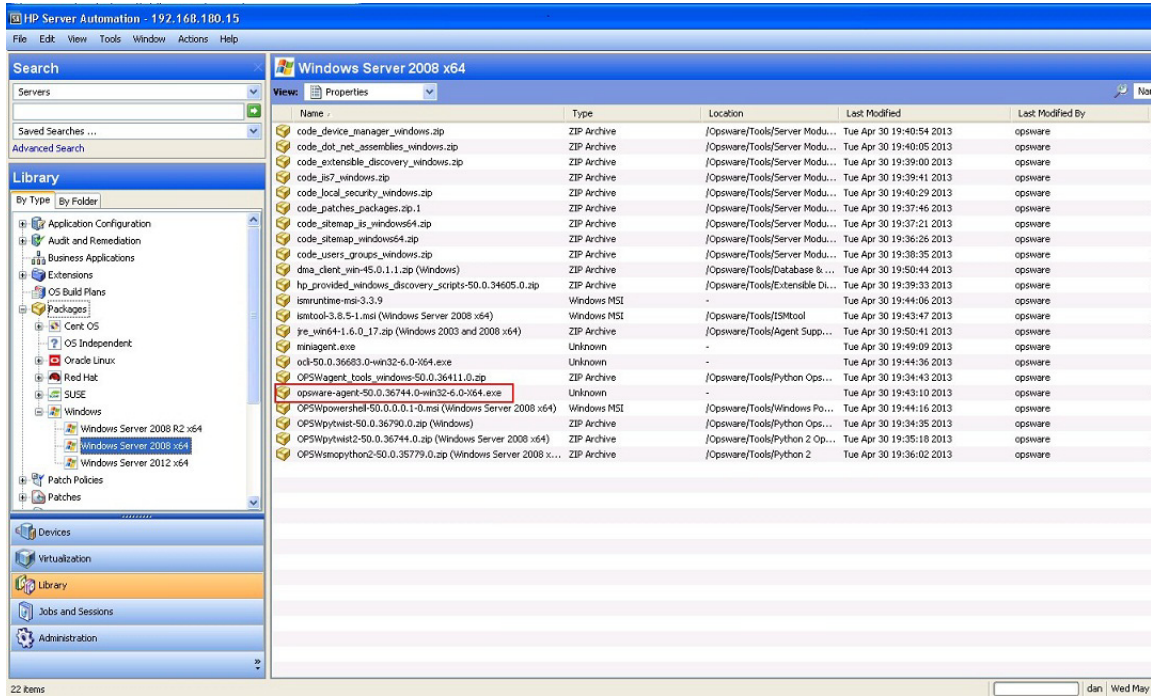 HP Server Automation - 192.168.180.15
File Edit View Tools Window Actions Help
Search
Servers
Saved Searches ...
Advanced Search
Library
By Type By Folder
Application Configuration
Audit and Remediation
Business Applications
Extensions
OS Build Plans
Packages
Cent OS
OS Independent
Oracle Linux
Red Hat
SUSE
Windows
Windows Server 2008 R2 x64
Windows Server 2008 x64
Windows Server 2012 x64
Patch Policies
Patches
Devices
Virtualization
Library
Jobs and Sessions
Administration
22 items
Windows Server 2008 x64
View: Properties Nar
Name Type Location Last Modified Last Modified By
code_device_manager_windows.zip ZIP Archive /Opsware/Tools/Server Modu... Tue Apr 30 19:40:54 2013 opsware
code_dot_net_assemblies_windows.zip ZIP Archive /Opsware/Tools/Server Modu... Tue Apr 30 19:40:05 2013 opsware
code_extensible_discovery_windows.zip ZIP Archive /Opsware/Tools/Server Modu... Tue Apr 30 19:39:00 2013 opsware
code_iis7_windows.zip ZIP Archive /Opsware/Tools/Server Modu... Tue Apr 30 19:39:41 2013 opsware
code_local_security_windows.zip ZIP Archive /Opsware/Tools/Server Modu... Tue Apr 30 19:40:29 2013 opsware
code_patches_packages.zip.1 ZIP Archive /Opsware/Tools/Server Modu... Tue Apr 30 19:37:46 2013 opsware
code_sitemap_iis_windows64.zip ZIP Archive /Opsware/Tools/Server Modu... Tue Apr 30 19:37:21 2013 opsware
code_sitemap_windows64.zip ZIP Archive /Opsware/Tools/Server Modu... Tue Apr 30 19:36:26 2013 opsware
code_users_groups_windows.zip ZIP Archive /Opsware/Tools/Server Modu... Tue Apr 30 19:38:35 2013 opsware
dma_client_win-45.0.1.1.zip (Windows) ZIP Archive /Opsware/Tools/Database & ... Tue Apr 30 19:50:44 2013 opsware
hp_provided_windows_discovery_scripts-50.0.34605.0.zip ZIP Archive /Opsware/Tools/Extensible Di... Tue Apr 30 19:39:33 2013 opsware
ismruntime-msi-3.3.9 Windows MSI - Tue Apr 30 19:44:06 2013 opsware
ismtool-3.8.5-1.msi (Windows Server 2008 x64) Windows MSI /Opsware/Tools/ISMtool Tue Apr 30 19:43:47 2013 opsware
jre_win64-1.6.0_17.zip (Windows 2003 and 2008 x64) ZIP Archive /Opsware/Tools/Agent Supp... Tue Apr 30 19:50:41 2013 opsware
miniagent.exe Unknown - Tue Apr 30 19:49:09 2013 opsware
ocli-50.0.36683.0-win32-6.0-X64.exe Unknown - Tue Apr 30 19:44:36 2013 opsware
OPSWagent_tools_windows-50.0.36411.0.zip ZIP Archive /Opsware/Tools/Python Ops... Tue Apr 30 19:34:43 2013 opsware
opsware-agent-50.0.36744.0-win32-6.0-X64.exe Unknown - Tue Apr 30 19:43:10 2013 opsware
OPSWpowershell-50.0.0.0.1-0.msi (Windows Server 2008 x64) Windows MSI /Opsware/Tools/Windows Po... Tue Apr 30 19:44:16 2013 opsware
OPSWpytwist-50.0.36790.0.zip (Windows) ZIP Archive /Opsware/Tools/Python Ops... Tue Apr 30 19:34:35 2013 opsware
OPSWpytwist2-50.0.36744.0.zip (Windows Server 2008 x64) ZIP Archive /Opsware/Tools/Python 2 Op... Tue Apr 30 19:35:18 2013 opsware
OPSWsmopython2-50.0.35779.0.zip (Windows Server 2008 x... ZIP Archive /Opsware/Tools/Python 2 Tue Apr 30 19:36:02 2013 opsware
dan Wed May